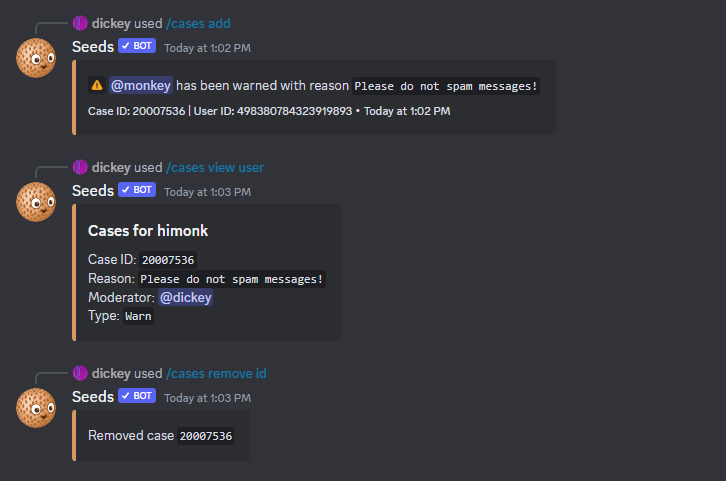 dickey used /cases add
Seeds ✓ BOT Today at 1:02 PM
@monkey has been warned with reason Please do not spam messages!
Case ID: 20007536 | User ID: 498380784323919893 • Today at 1:02 PM
dickey used /cases view user
Seeds ✓ BOT Today at 1:03 PM
Cases for himonk
Case ID: 20007536
Reason: Please do not spam messages!
Moderator: @dickey
Type: Warn
dickey used /cases remove id
Seeds ✓ BOT Today at 1:03 PM
Removed case 20007536